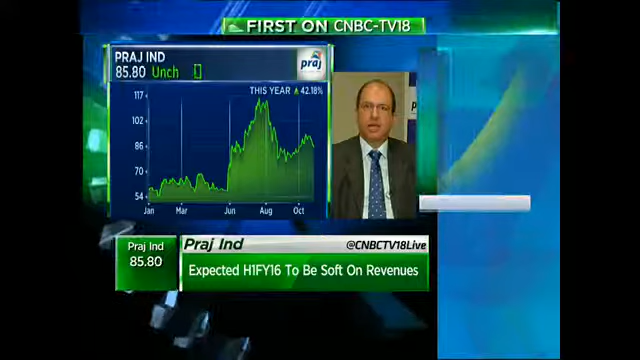 FIRST ON CNBC-TV18
PRAJ IND
85.80 Unch
praj
THIS YEAR ▲ 42.18%
117
102
86
70
54
Jan Mar Jun Aug Oct
Praj Ind
85.80
Praj Ind @CNBCTV18Live
Expected H1FY16 To Be Soft On Revenues